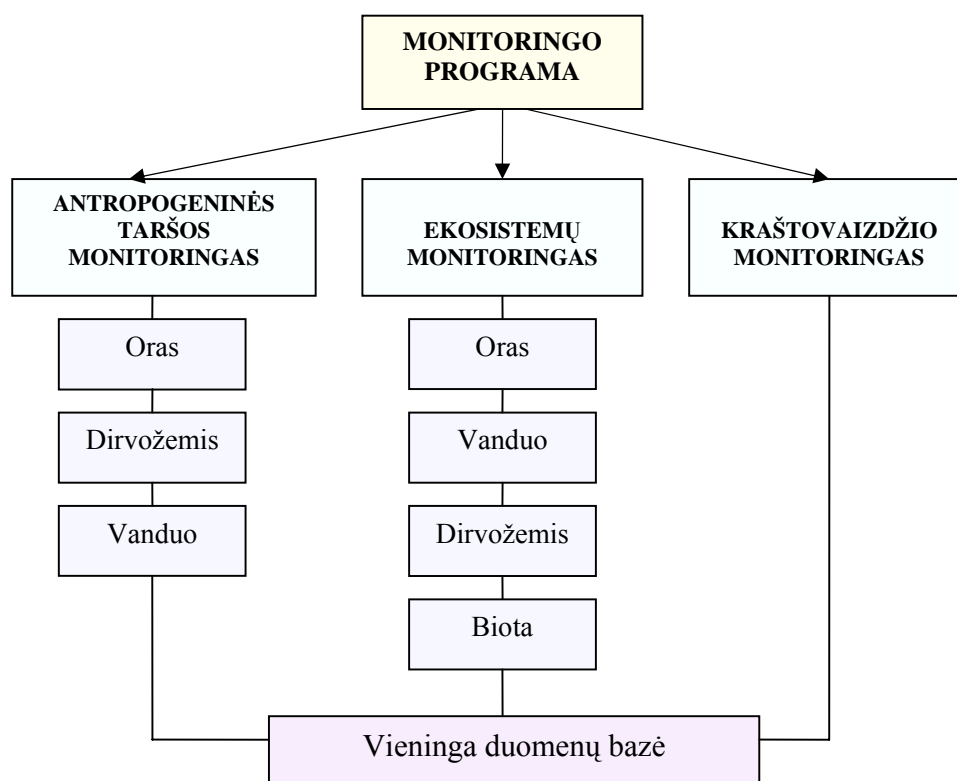 MONITORINGO
PROGRAMA
ANTROPOGENINĖS
TARŠOS
MONITORINGAS
EKOSISTEMŲ
MONITORINGAS
KRAŠTOVAIZDŽIO
MONITORINGAS
Oras
Dirvožemis
Vanduo
Oras
Vanduo
Dirvožemis
Biota
Vieninga duomenų bazė